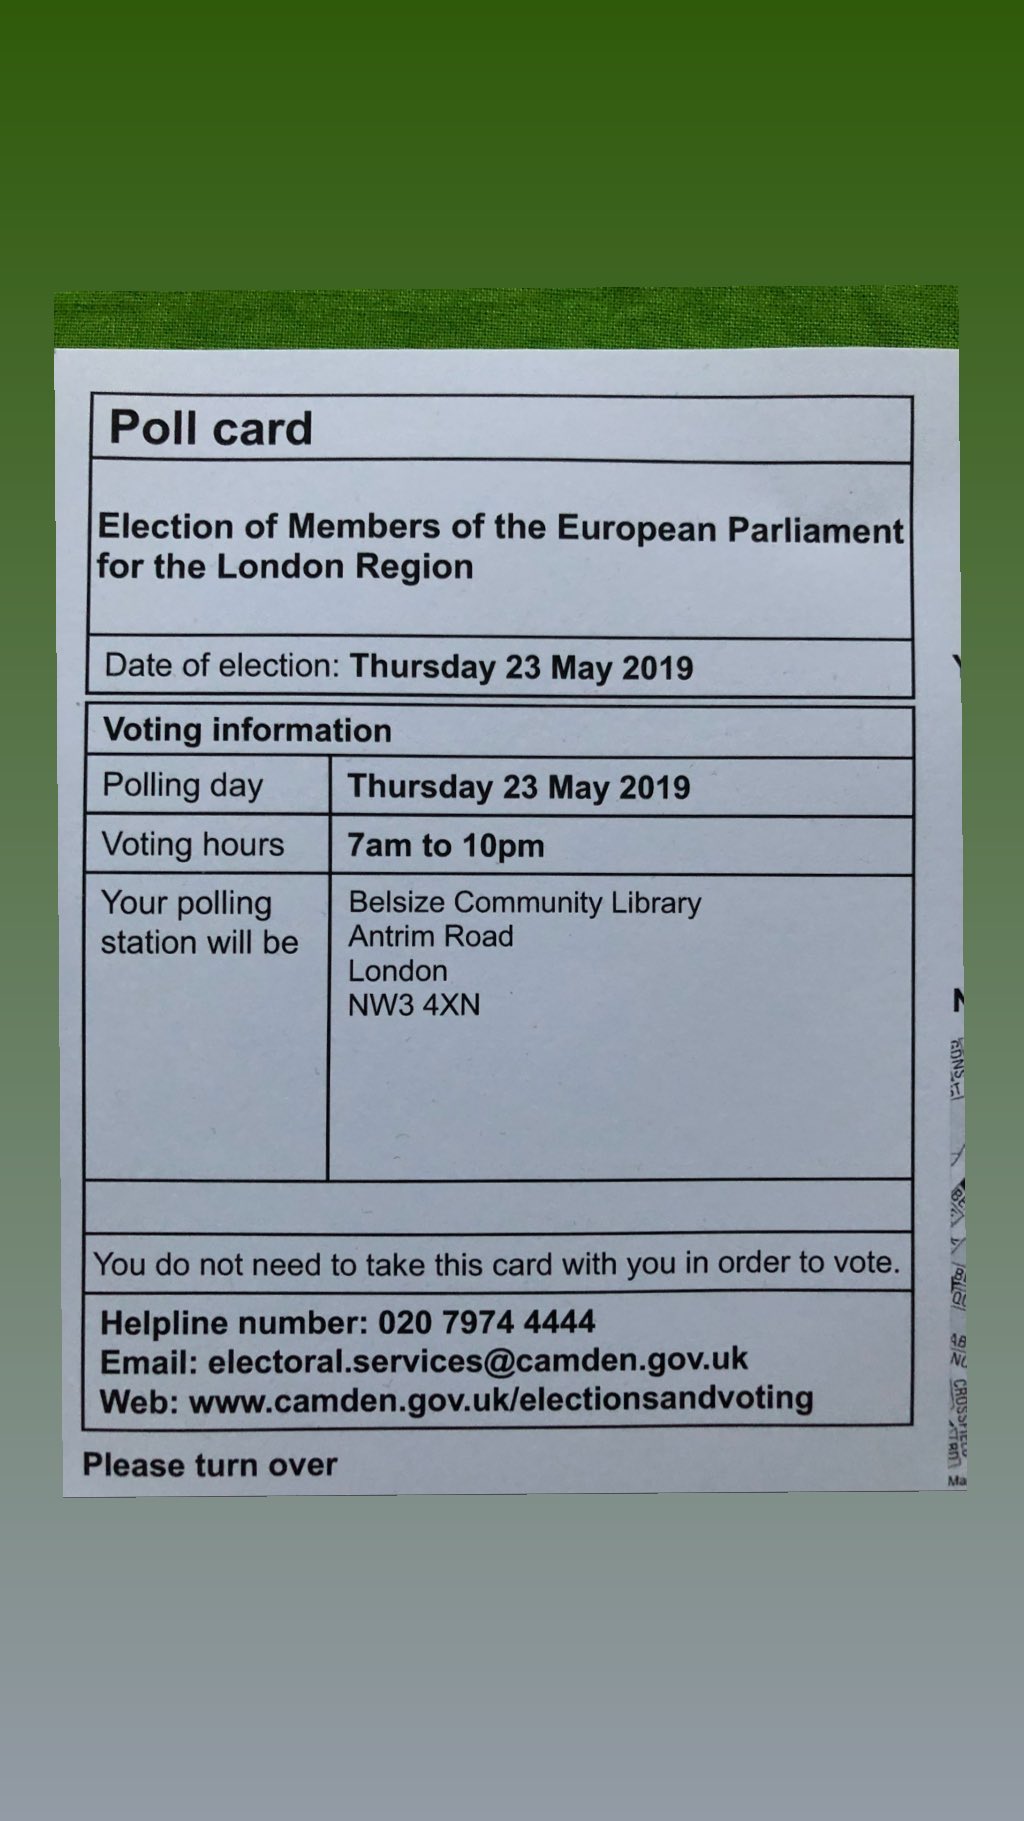 Poll card
Election of Members of the European Parliament
for the London Region
Date of election: Thursday 23 May 2019
Voting information
Polling day Thursday 23 May 2019
Voting hours 7am to 10pm
Your polling
station will be
Belsize Community Library
Antrim Road
London
NW3 4XN
You do not need to take this card with you in order to vote.
Helpline number: 020 7974 4444
Email: electoral.services@camden.gov.uk
Web: www.camden.gov.uk/electionsandvoting
Please turn over